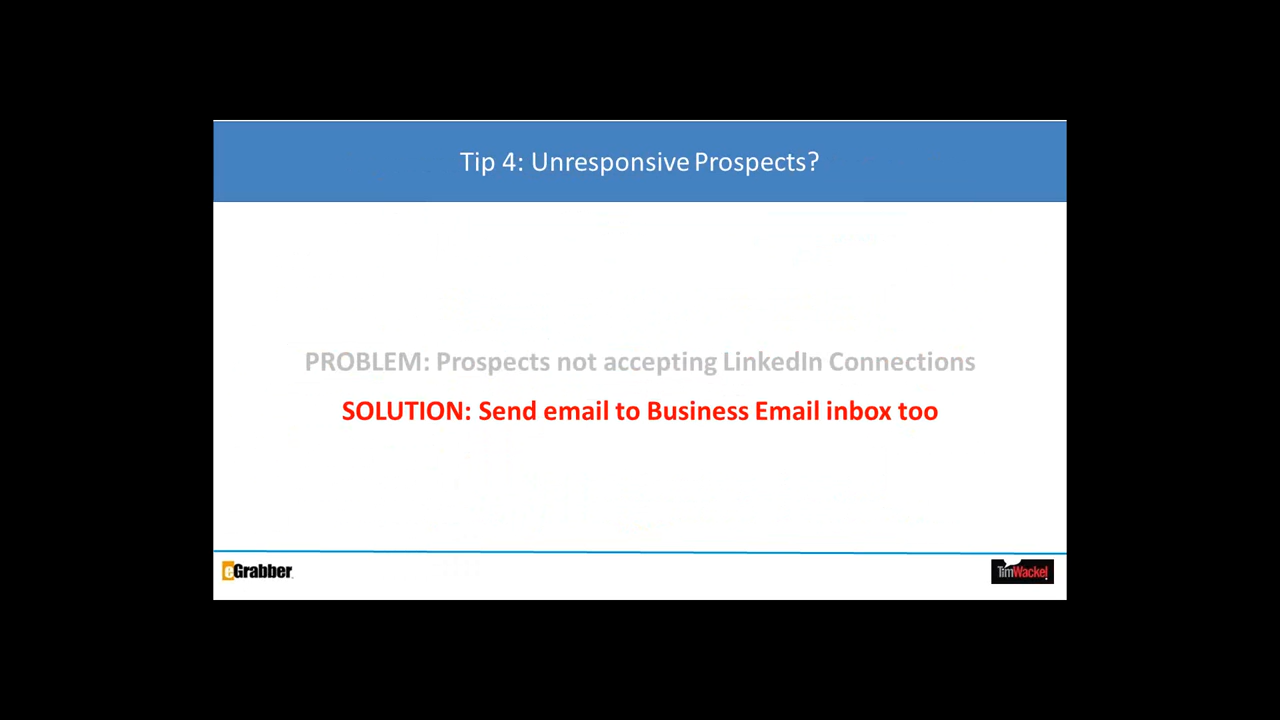 Tip 4: Unresponsive Prospects?
PROBLEM: Prospects not accepting LinkedIn Connections
SOLUTION: Send email to Business Email inbox too
eGrabber
TimWackel